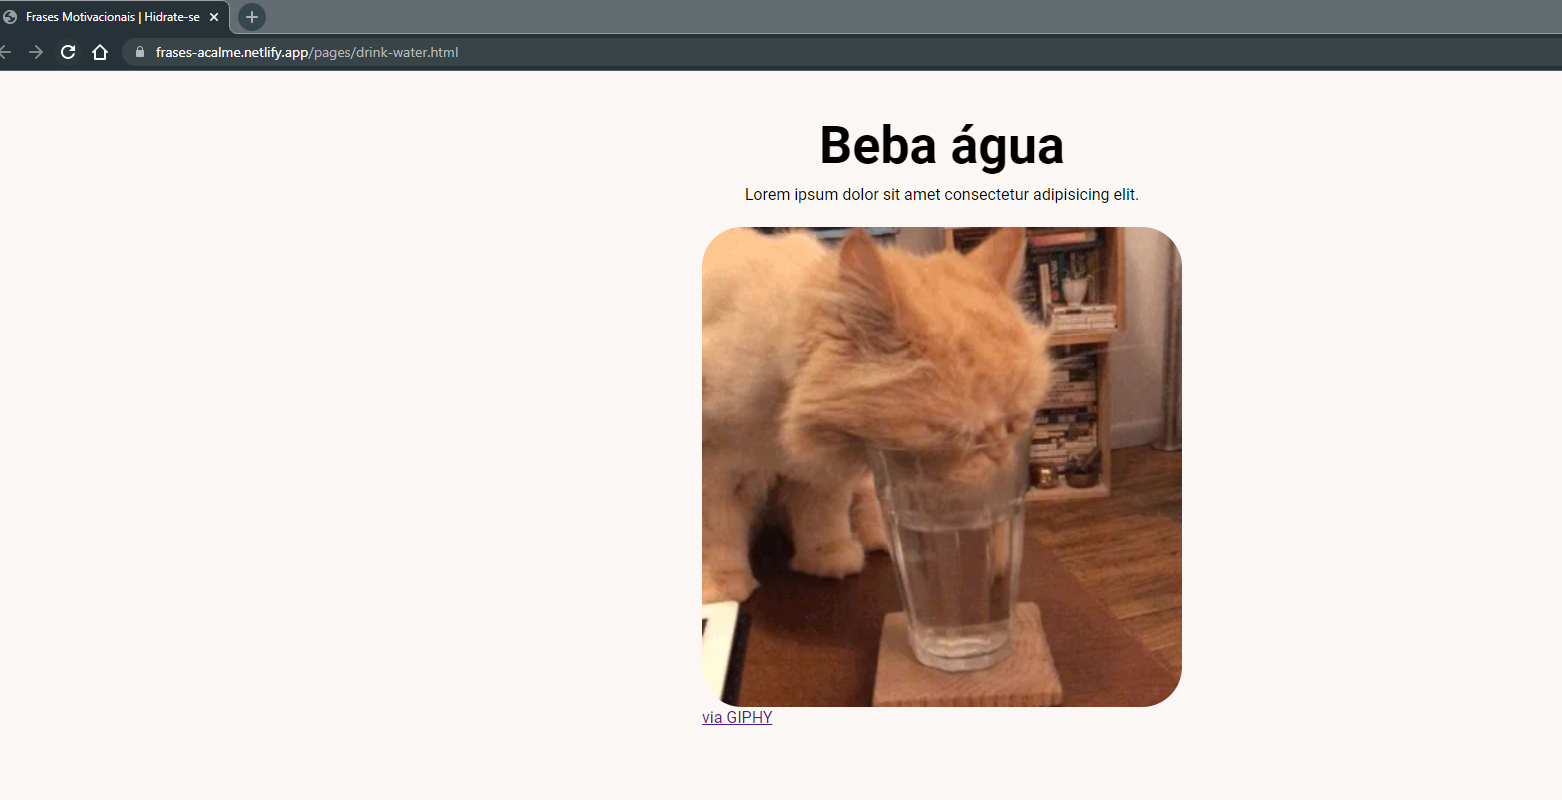 Frases Motivacionais | Hidrate-se
frases-acalme.netlify.app/pages/drink-water.html
Beba água
Lorem ipsum dolor sit amet consectetur adipisicing elit.
via GIPHY